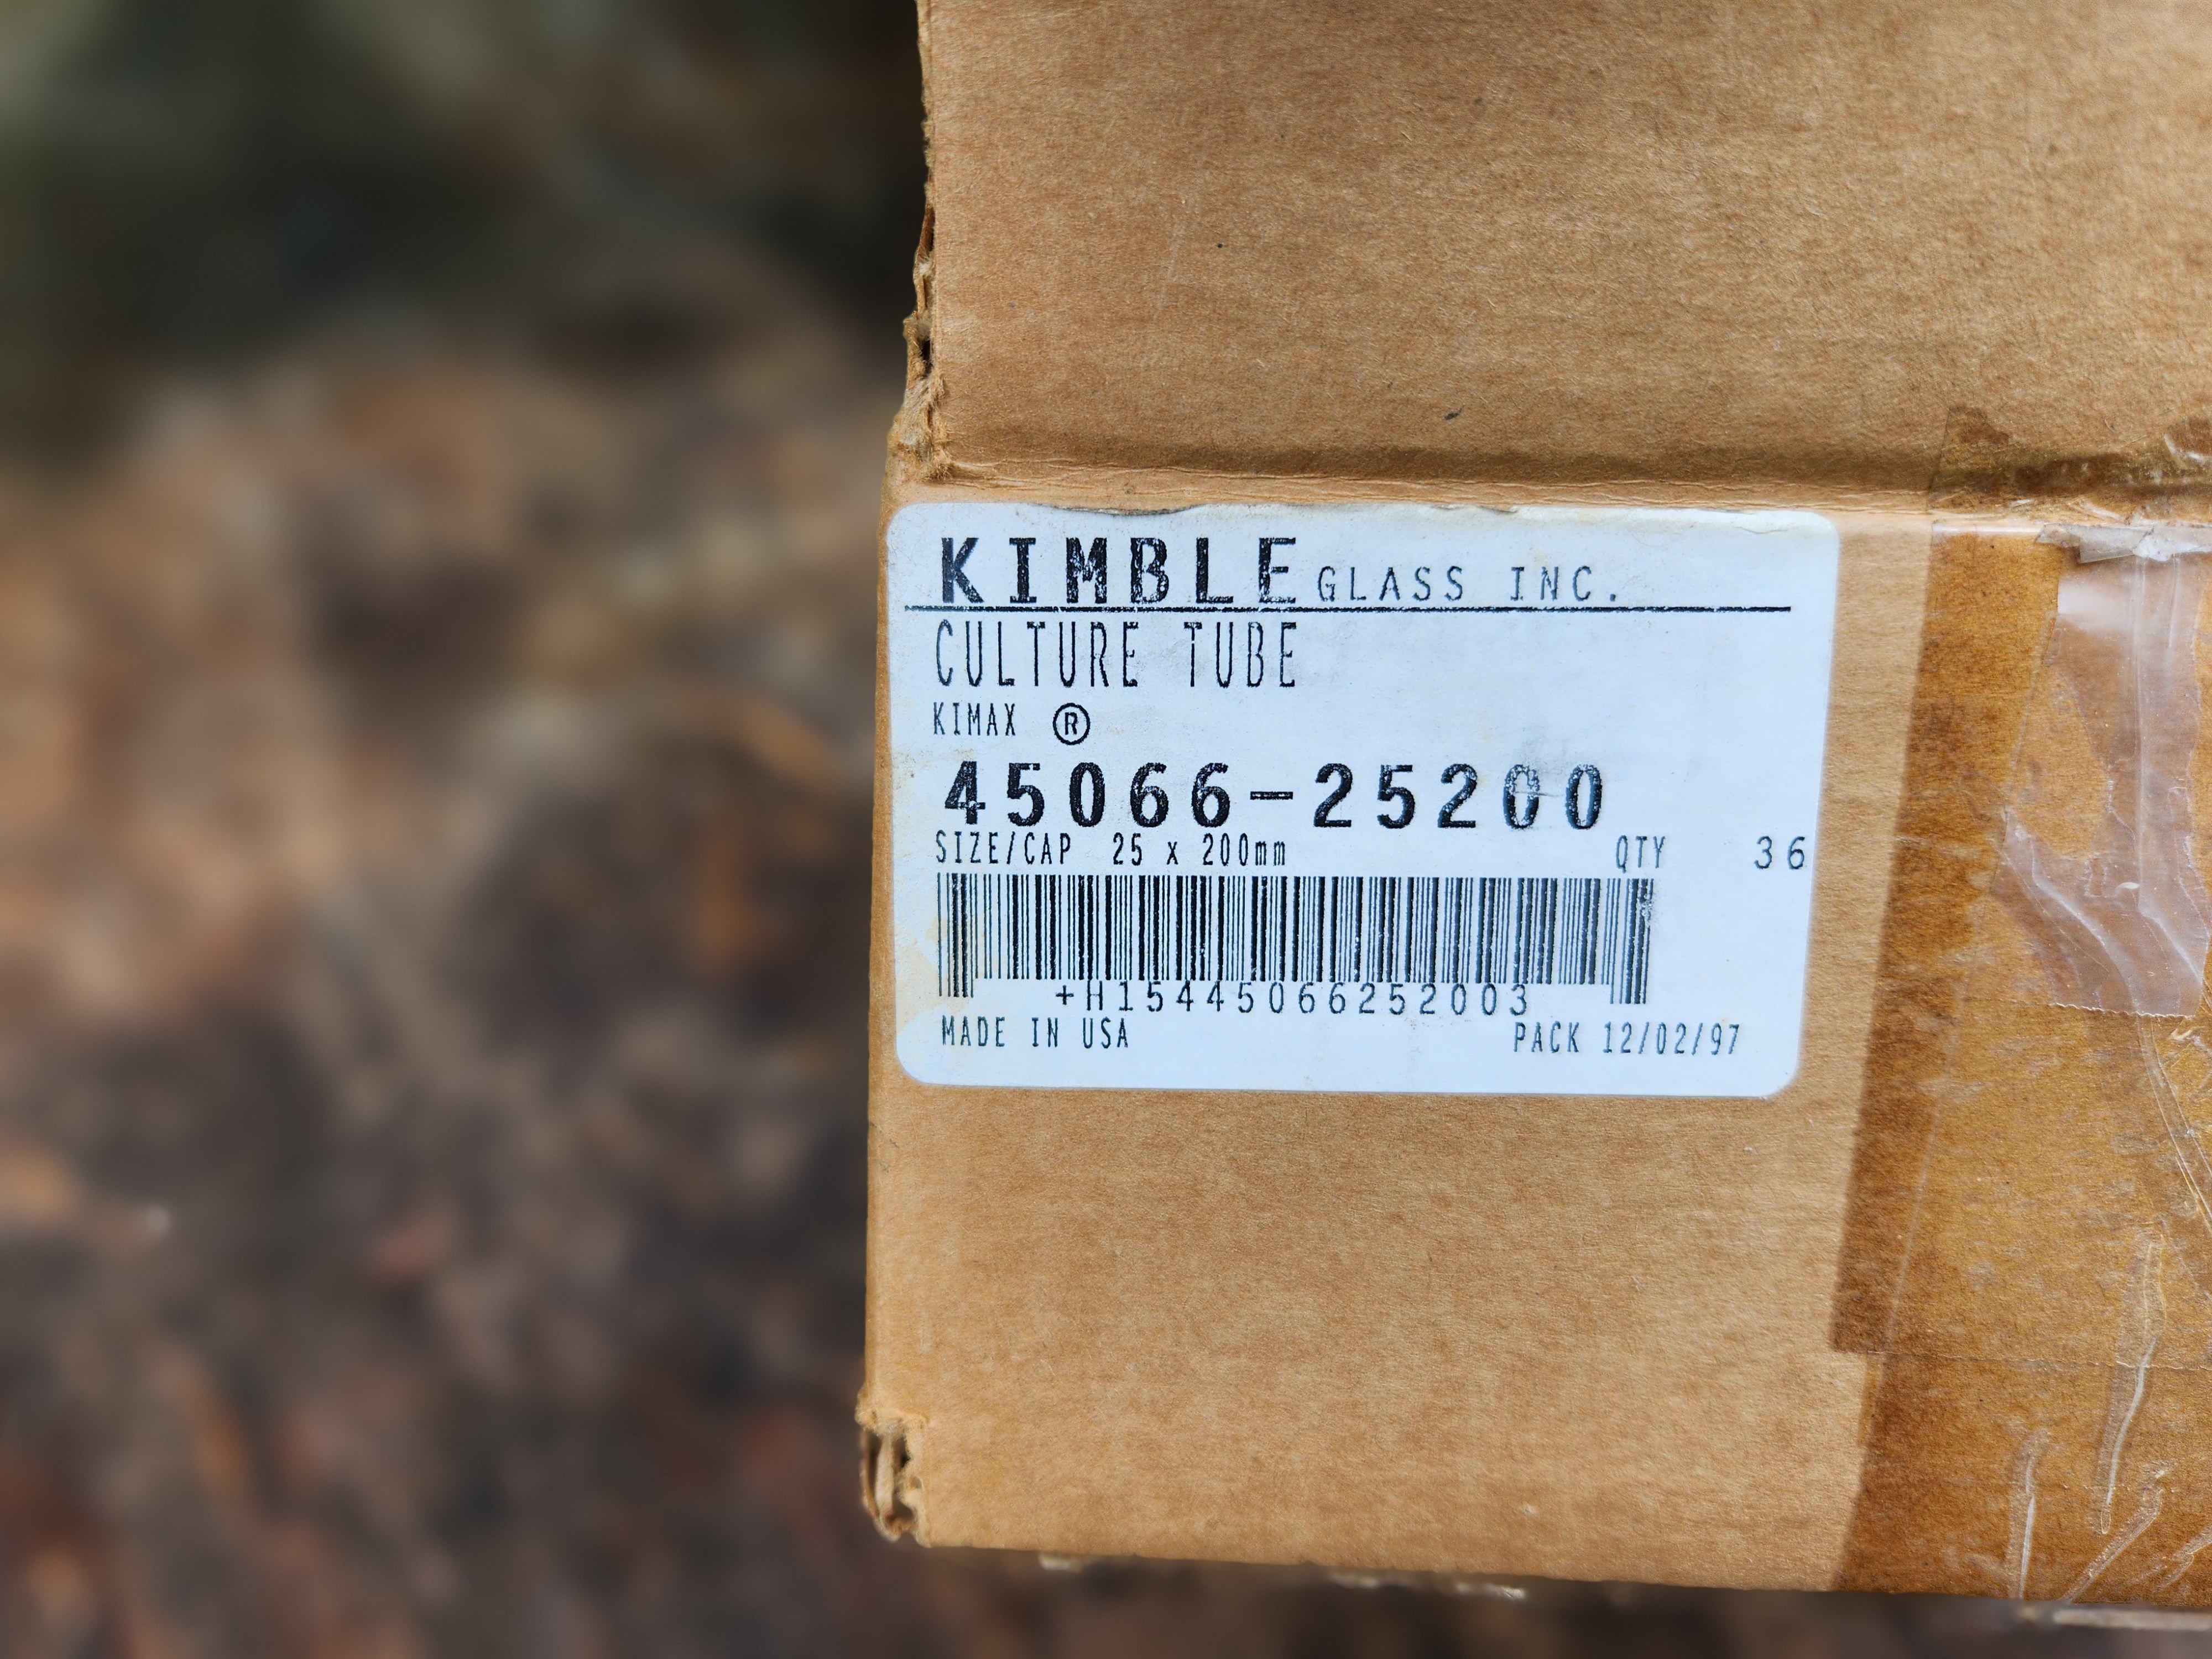 KIMBLE GLASS INC.
CULTURE TUBE
KIMAX ®
45066-25200
SIZE/CAP 25 x 200mm QTY 36
+H15445066252003
MADE IN USA PACK 12/02/97